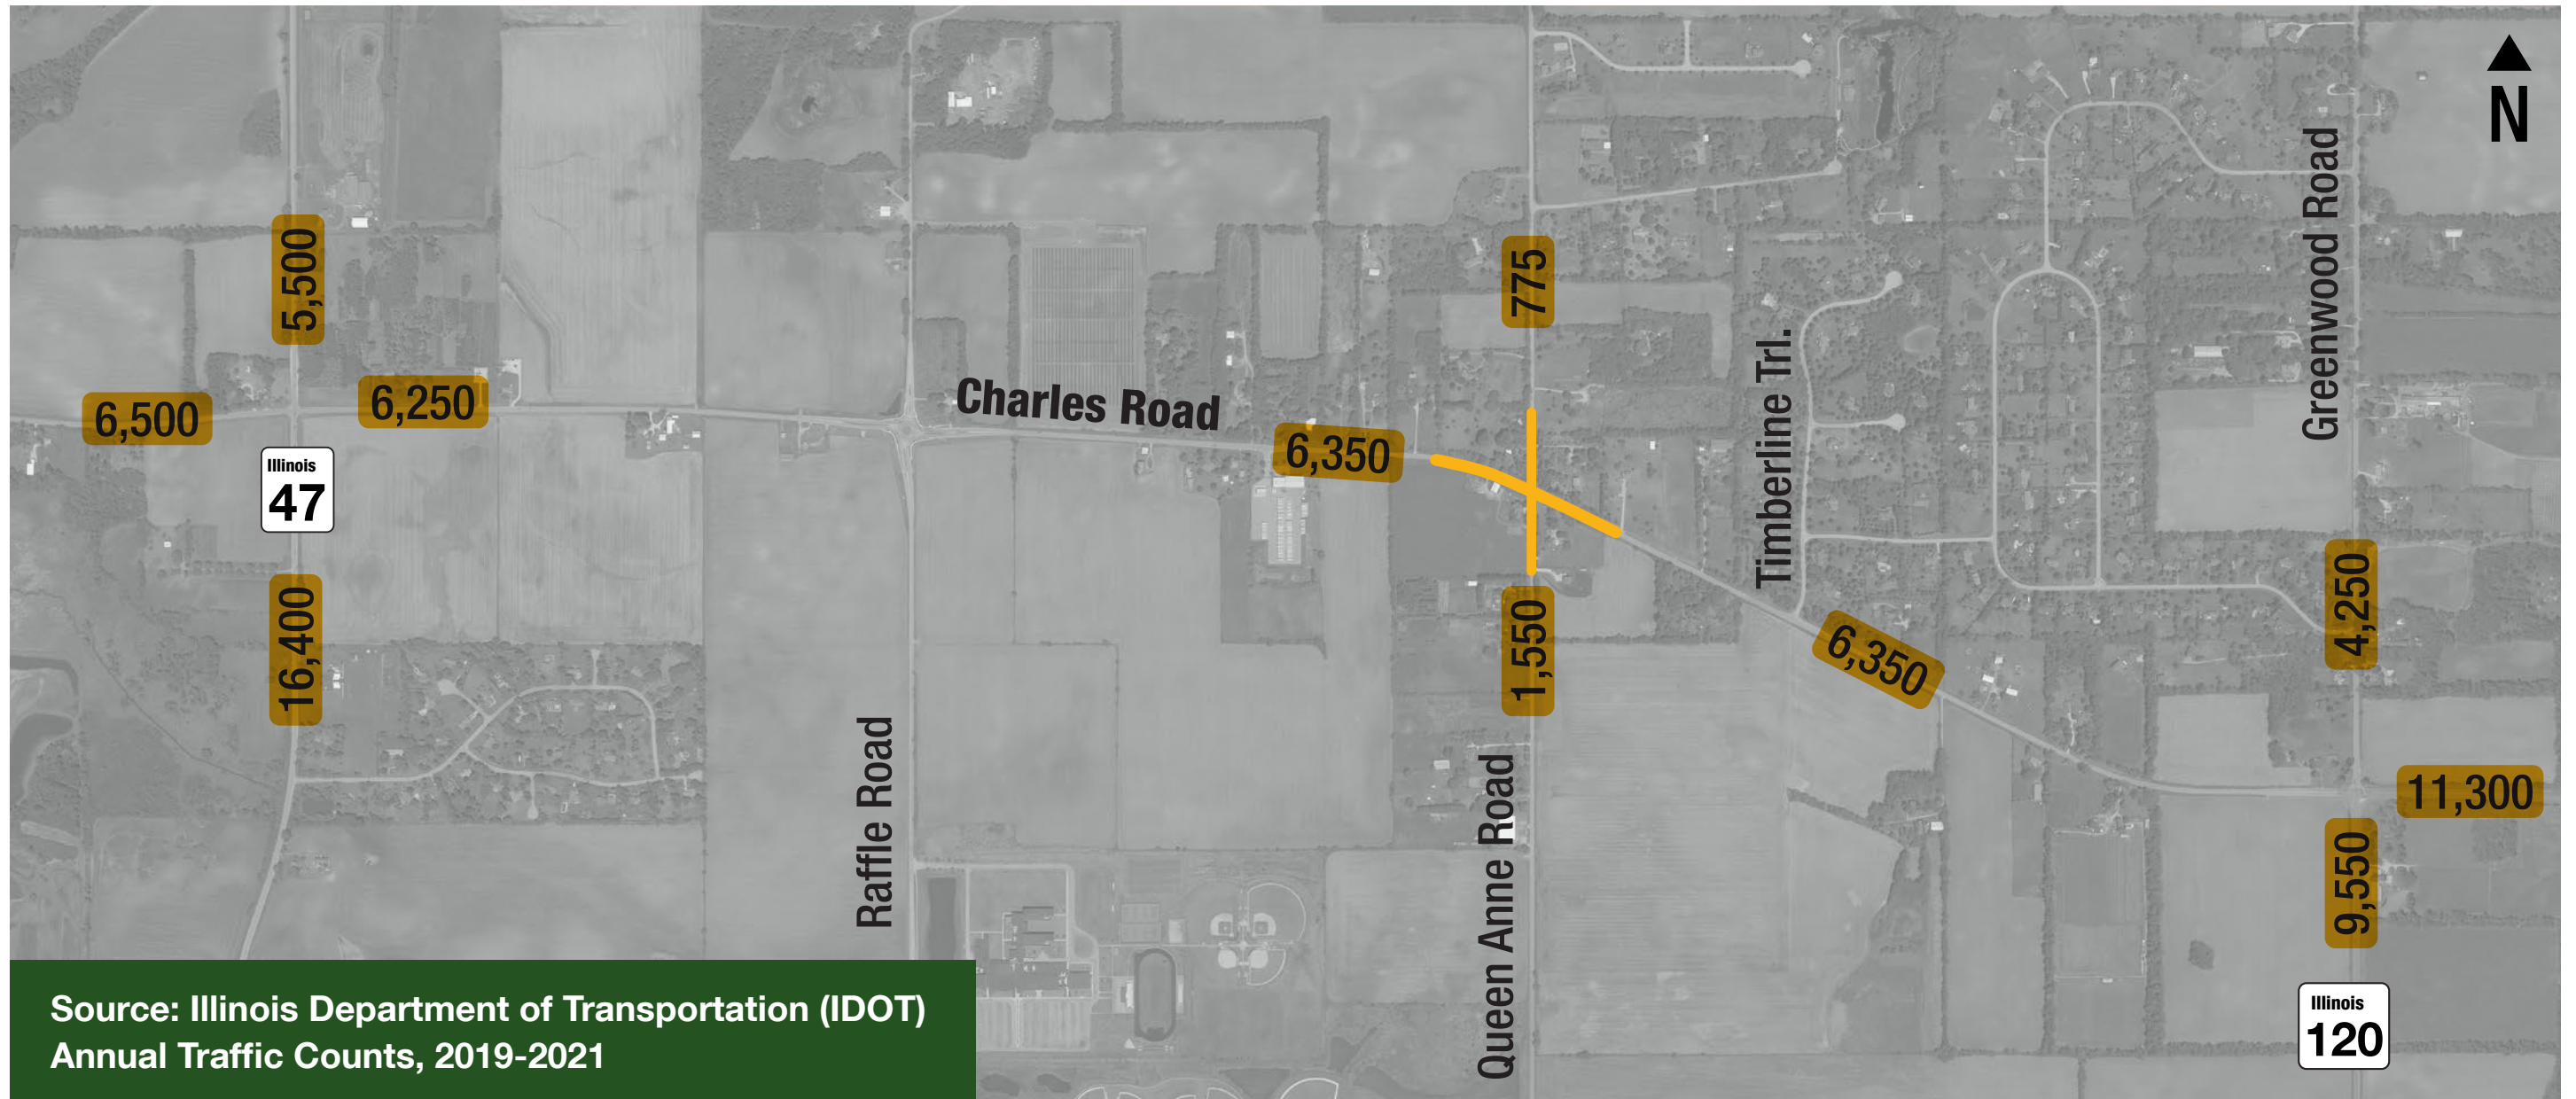 N
Greenwood Road
5,500
775
Timberline Trl.
6,500
6,250
Charles Road
6,350
Illinois
47
16,400
1,550
6,350
4,250
Raffle Road
Queen Anne Road
11,300
9,550
Illinois
120
Source: Illinois Department of Transportation (IDOT)
Annual Traffic Counts, 2019-2021